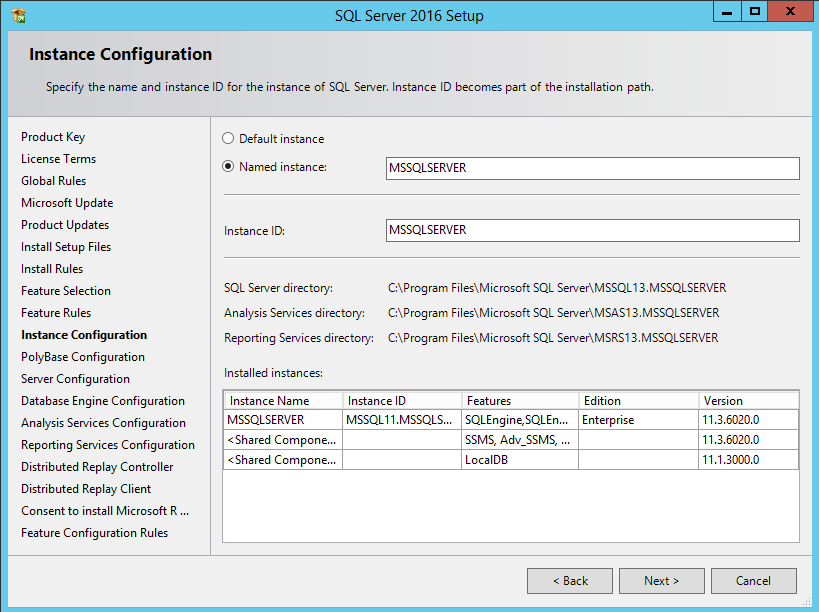 SQL Server 2016 Setup
Instance Configuration
Specify the name and instance ID for the instance of SQL Server. Instance ID becomes part of the installation path.
Product Key
License Terms
Global Rules
Microsoft Update
Product Updates
Install Setup Files
Install Rules
Feature Selection
Feature Rules
Instance Configuration
PolyBase Configuration
Server Configuration
Database Engine Configuration
Analysis Services Configuration
Reporting Services Configuration
Distributed Replay Controller
Distributed Replay Client
Consent to install Microsoft R ...
Feature Configuration Rules
Default instance
Named instance: MSSQLSERVER
Instance ID: MSSQLSERVER
SQL Server directory: C:\Program Files\Microsoft SQL Server\MSSQL13.MSSQLSERVER
Analysis Services directory: C:\Program Files\Microsoft SQL Server\MSAS13.MSSQLSERVER
Reporting Services directory: C:\Program Files\Microsoft SQL Server\MSRS13.MSSQLSERVER
Installed instances:
Instance Name Instance ID Features Edition Version
MSSQLSERVER MSSQL11.MSSQLS... SQLEngine,SQLEn... Enterprise 11.3.6020.0
<Shared Compone... SSMS, Adv_SSMS, ... 11.3.6020.0
<Shared Compone... LocalDB 11.1.3000.0
< Back Next > Cancel